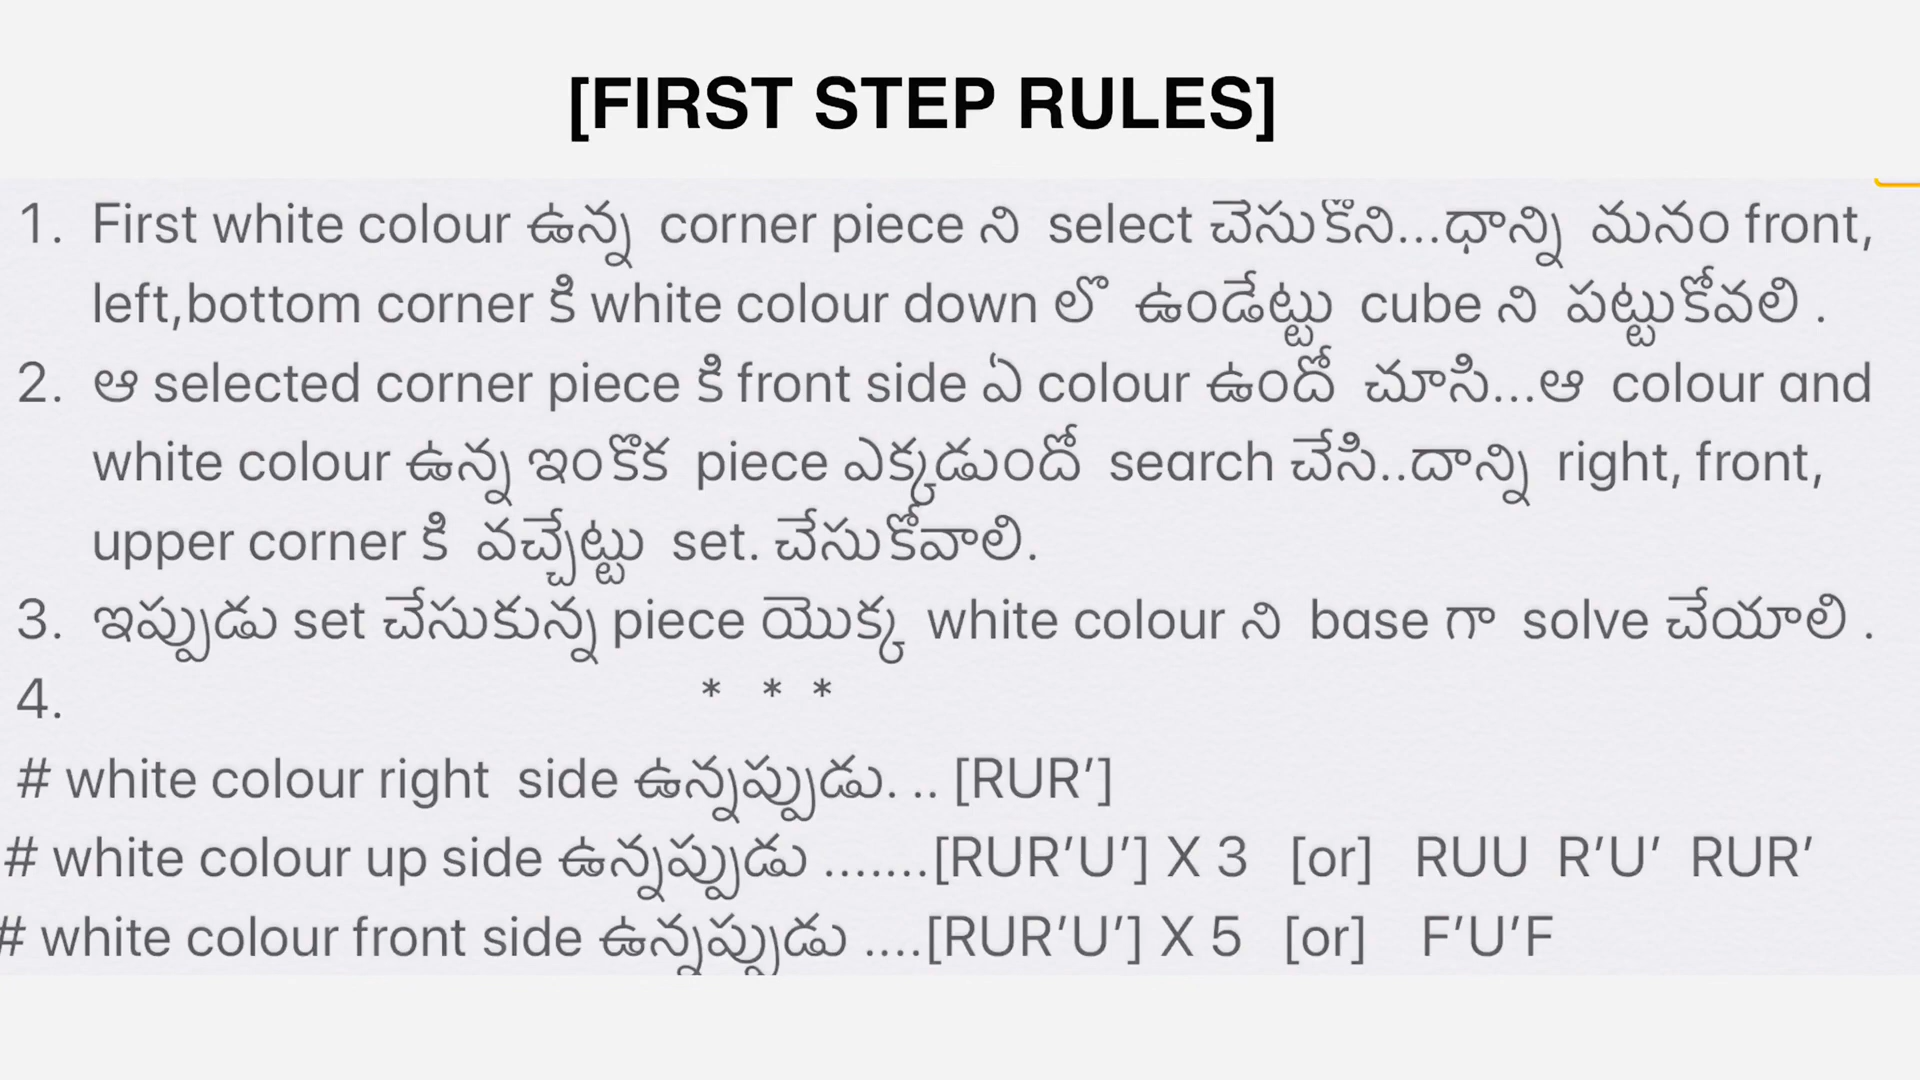 [FIRST STEP RULES]
1. First white colour ఉన్న corner piece ని select చేసుకొని...ధాన్ని మనం front,
left,bottom corner కి white colour down లొ ఉండేట్టు cube ని పట్టుకోవలి .
2. ఆ selected corner piece కి front side ఏ colour ఉందో చూసి...ఆ colour and
white colour ఉన్న ఇంకొక piece ఎక్కడుందో search చేసి..దాన్ని right, front,
upper corner కి వచ్చేట్టు set. చేసుకోవాలి.
3. ఇప్పుడు set చేసుకున్న piece యొక్క white colour ని base గా solve చేయాలి .
4. * * *
# white colour right side ఉన్నప్పుడు. .. [RUR’]
# white colour up side ఉన్నప్పుడు .......[RUR’U’] X 3 [or] RUU R’U’ RUR’
# white colour front side ఉన్నప్పుడు ....[RUR’U’] X 5 [or] F’U’F